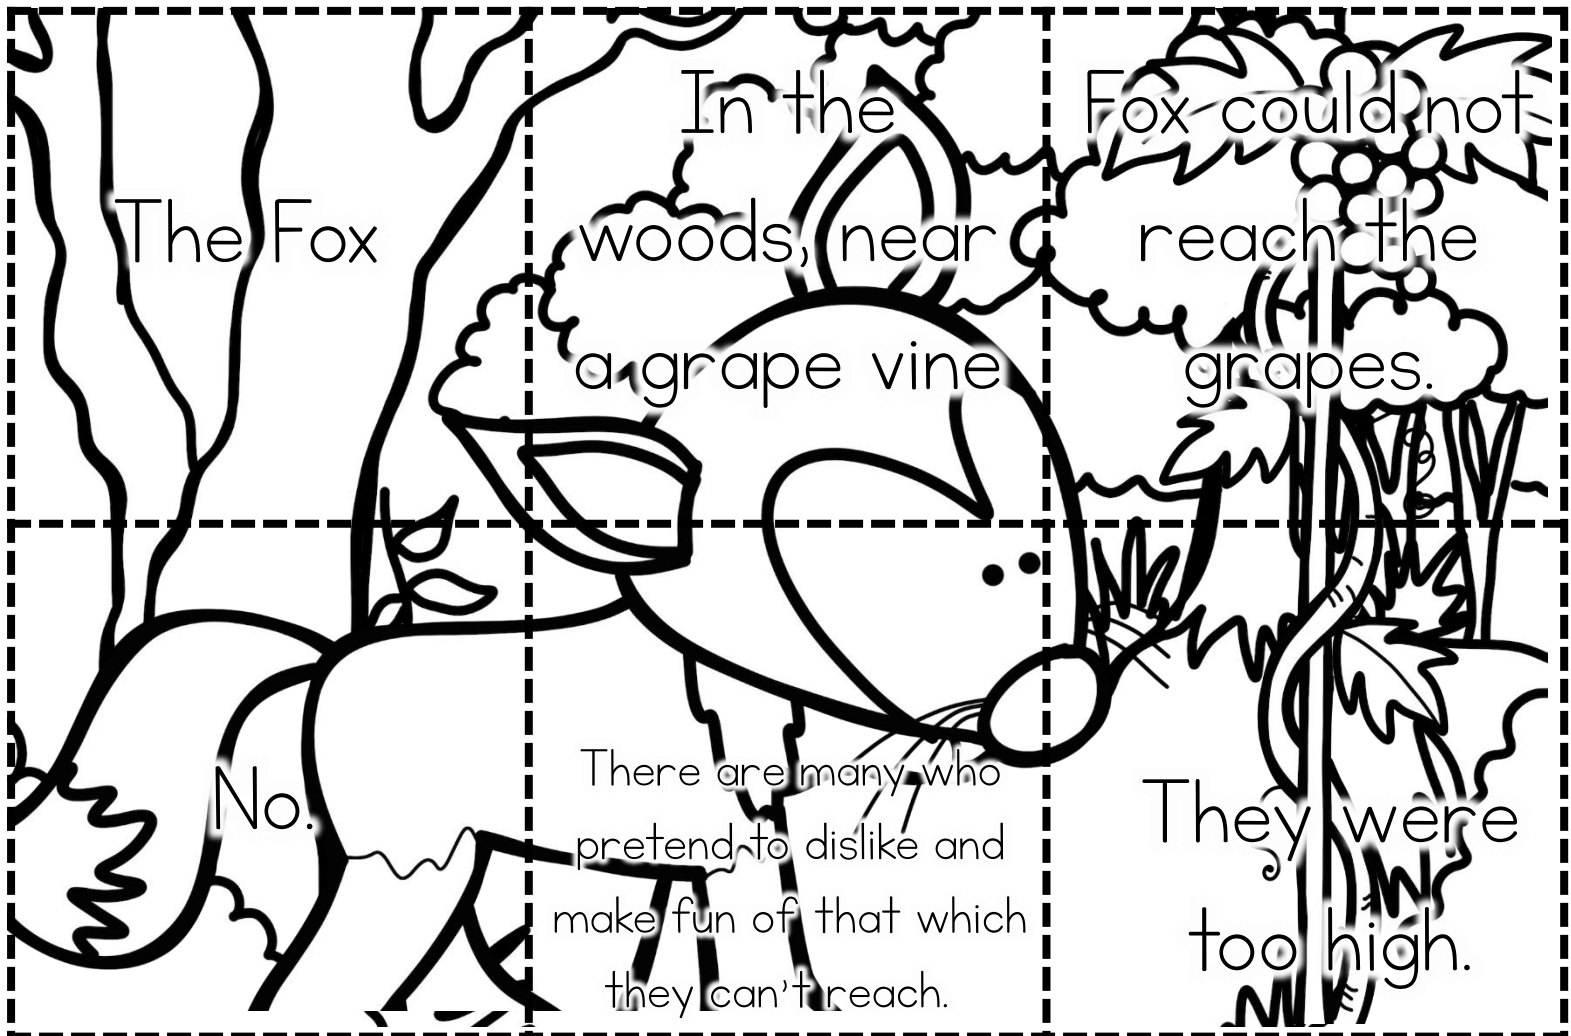 The Fox
In the
woods, near
a grape vine
Fox could not
reach the
grapes.
No.
There are many who
pretend to dislike and
make fun of that which
they can't reach.
They were
too high.